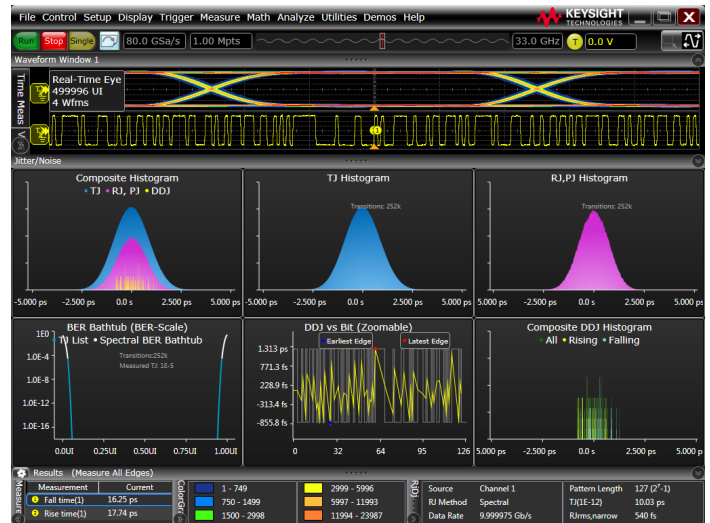 File Control Setup Display Trigger Measure Math Analyze Utilities Demos Help
KEYSIGHT
TECHNOLOGIES
Run Stop Single 80.0 GSa/s 1.00 Mpts 33.0 GHz T 0.0 V
Waveform Window 1
Time Meas
Real-Time Eye
499996 UI
4 Wfms
Jitter/Noise
Composite Histogram
TJ RJ, PJ DDJ
-5.000 ps -2.500 ps 0.0 s 2.500 ps
TJ Histogram
Transitions: 252k
-5.000 ps -2.500 ps 0.0 s 2.500 ps
RJ,PJ Histogram
Transitions: 252k
5.000 ps -2.500 ps 0.0 s 2.500 ps 5.000 p
BER Bathtub (BER-Scale)
TJ List Spectral BER Bathtub
Transitions:252k
Measured TJ: 1E-5
1E0
1.0E-4
1.0E-8
1.0E-12
1.0E-16
0.0UI 0.25UI 0.50UI 0.75UI 1.00UI
DDJ vs Bit (Zoomable)
Earliest Edge Latest Edge
1.313 ps
771.3 fs
228.9 fs
-313.4 fs
-855.8 fs
0 32 64 95 126
Composite DDJ Histogram
All Rising Falling
5.000 ps -2.500 ps 0.0 s 2.500 ps 5.000 p
Results (Measure All Edges)
Measure
Measurement Current
1 Fall time(1) 16.25 ps
2 Rise time(1) 17.74 ps
ColorGr
1 - 749 2999 - 5996
750 - 1499 5997 - 11993
1500 - 2998 11994 - 23987
RJDJ
Source Channel 1 Pattern Length 127 (2⁷-1)
RJ Method Spectral TJ(1E-12) 10.03 ps
Data Rate 9.999975 Gb/s RJrms,narrow 540 fs